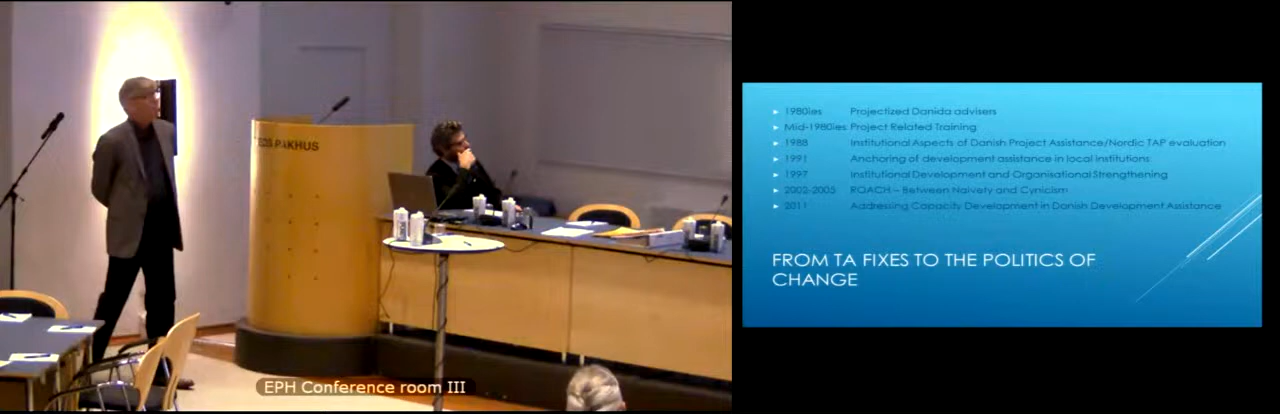 PAKHUS
EPH Conference room III
► 1980ies Projectized Danida advisers
► Mid-1980ies Project Related Training
► 1988 Institutional Aspects of Danish Project Assistance/Nordic TAP evaluation
► 1991 Anchoring of development assistance in local institutions
► 1997 Institutional Development and Organisational Strengthening
► 2002-2005 ROACH – Between Naivety and Cynicism
► 2011 Addressing Capacity Development in Danish Development Assistance
FROM TA FIXES TO THE POLITICS OF
CHANGE